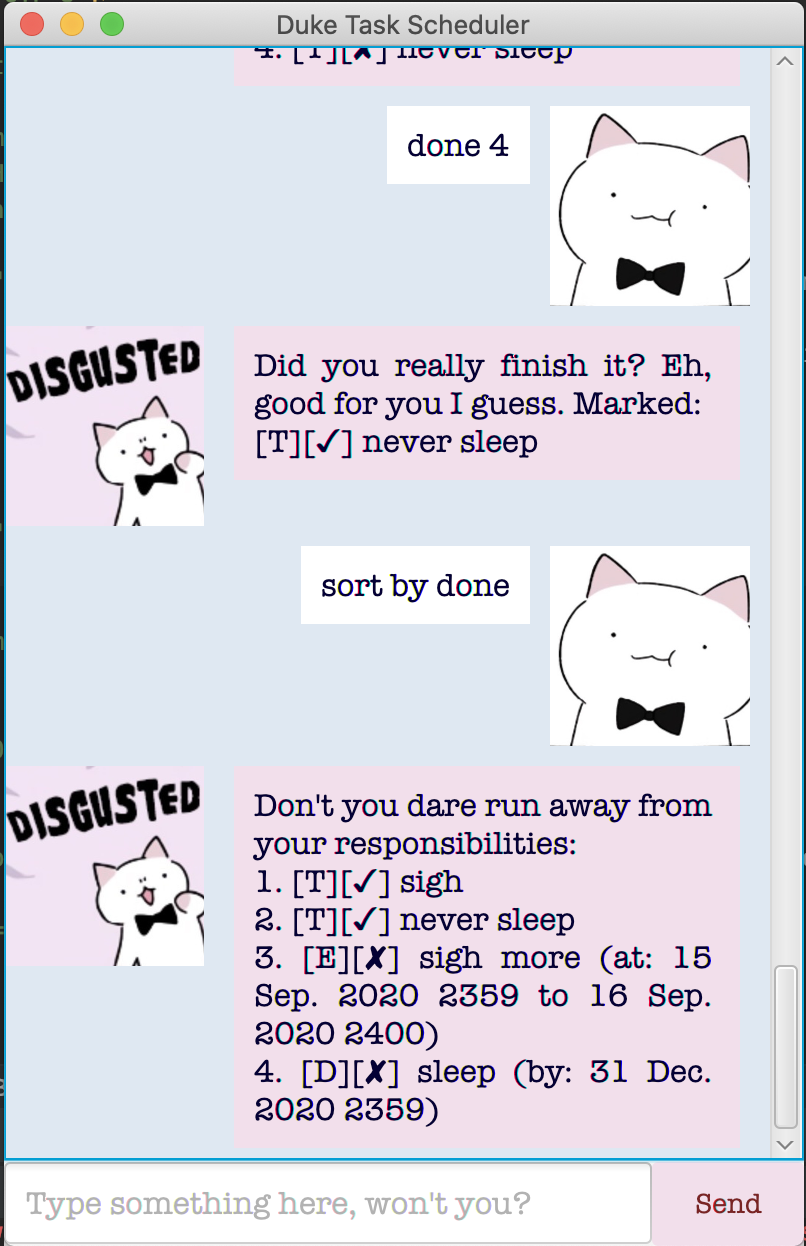 Duke Task Scheduler
4. [T][✘] never sleep
done 4
DISGUSTED
Did you really finish it? Eh,
good for you I guess. Marked:
[T][✓] never sleep
sort by done
DISGUSTED
Don't you dare run away from
your responsibilities:
1. [T][✓] sigh
2. [T][✓] never sleep
3. [E][✘] sigh more (at: 15
Sep. 2020 2359 to 16 Sep.
2020 2400)
4. [D][✘] sleep (by: 31 Dec.
2020 2359)
Type something here, won't you?
Send